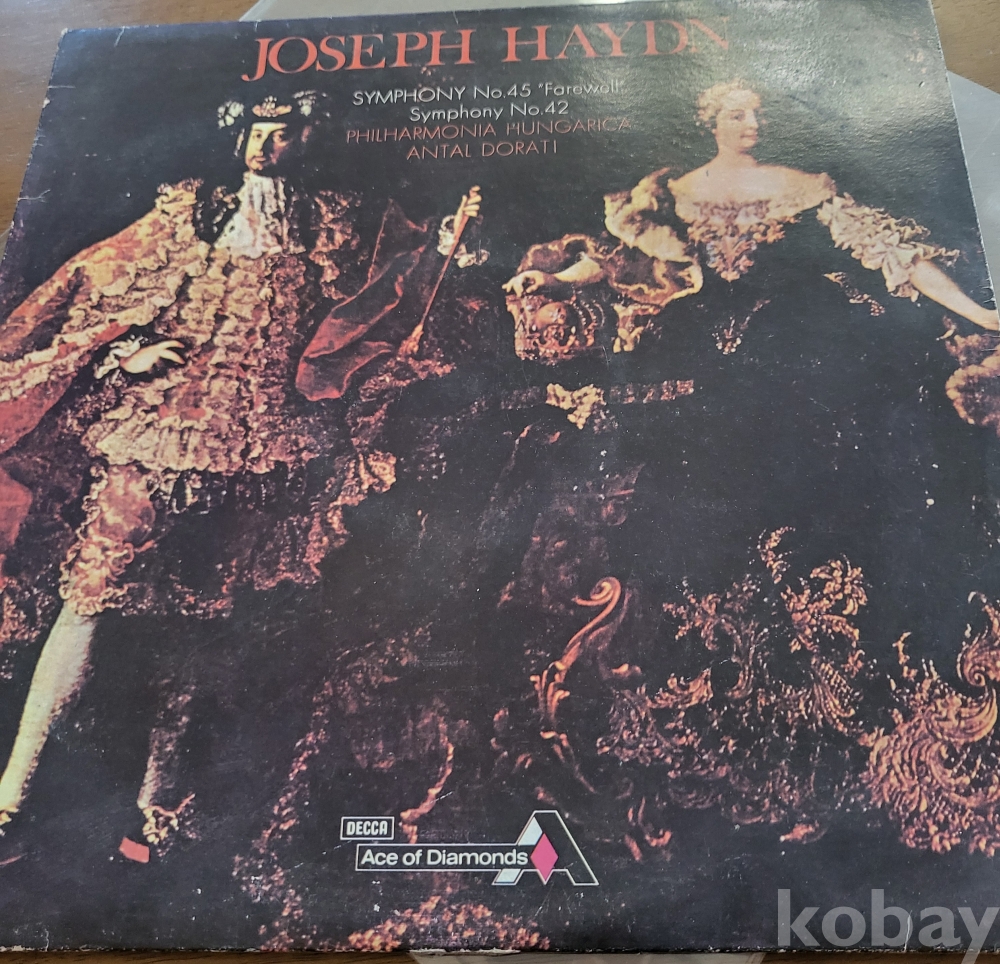 JOSEPH HAYDN
SYMPHONY No.45 "Farewell"
Symphony No.42
PHILHARMONIA HUNGARICA
ANTAL DORATI
DECCA
Ace of Diamonds
kobay